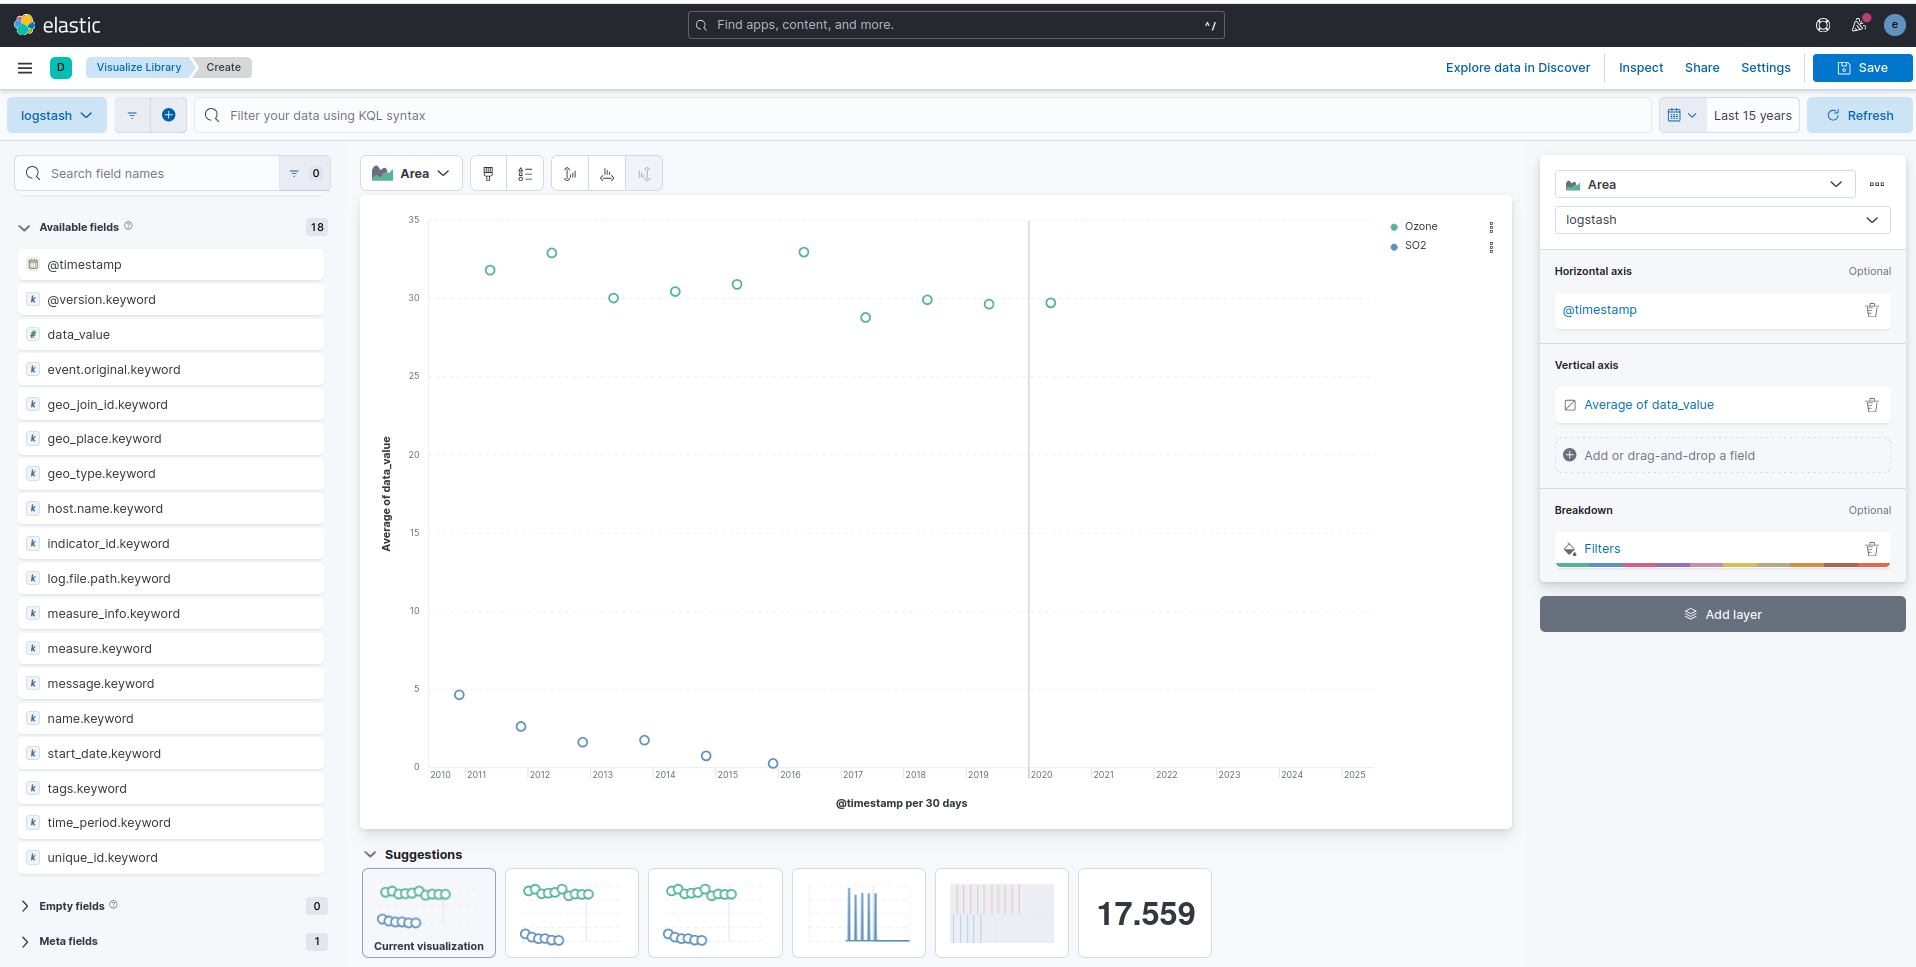 elastic
Find apps, content, and more.
^/
e
D
Visualize Library
Create
Explore data in Discover
Inspect
Share
Settings
Save
logstash
Filter your data using KQL syntax
Last 15 years
Refresh
Search field names
0
Available fields
18
@timestamp
k @version.keyword
# data_value
k event.original.keyword
k geo_join_id.keyword
k geo_place.keyword
k geo_type.keyword
k host.name.keyword
k indicator_id.keyword
k log.file.path.keyword
k measure_info.keyword
k measure.keyword
k message.keyword
k name.keyword
k start_date.keyword
k tags.keyword
k time_period.keyword
k unique_id.keyword
Empty fields
0
Meta fields
1
Area
35
30
25
20
15
10
5
0
Average of data_value
2010 2011 2012 2013 2014 2015 2016 2017 2018 2019 2020 2021 2022 2023 2024 2025
@timestamp per 30 days
Ozone
SO2
Suggestions
Current visualization
17.559
Area
logstash
Horizontal axis
Optional
@timestamp
Vertical axis
Average of data_value
Add or drag-and-drop a field
Breakdown
Optional
Filters
Add layer